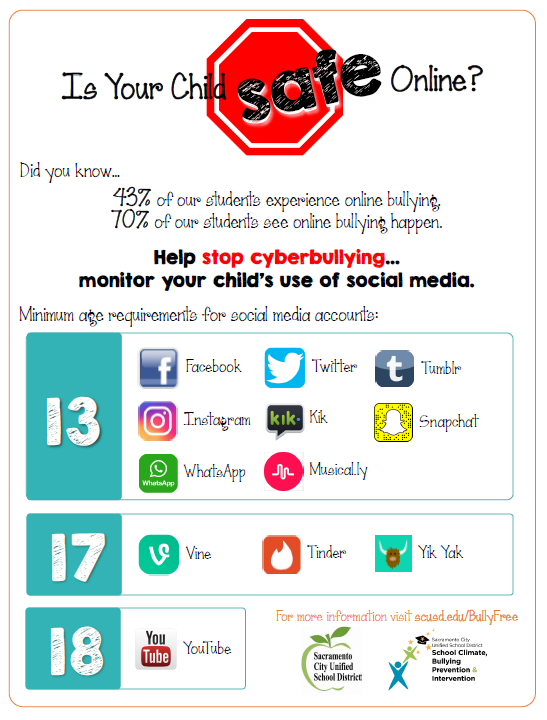 Is Your Child safe Online?
Did you know...
43% of our students experience online bullying,
70% of our students see online bullying happen.
Help stop cyberbullying...
monitor your child's use of social media.
Minimum age requirements for social media accounts:
13
f Facebook
Twitter
t Tumblr
Instagram
kik Kik
Snapchat
WhatsApp WhatsApp
Musical.ly
17
Vine
Tinder
Yik Yak
18
You Tube YouTube
For more information visit scusd.edu/BullyFree
Sacramento
City Unified
School District
Sacramento City
Unified School District
School Climate,
Bullying
Prevention &
Intervention